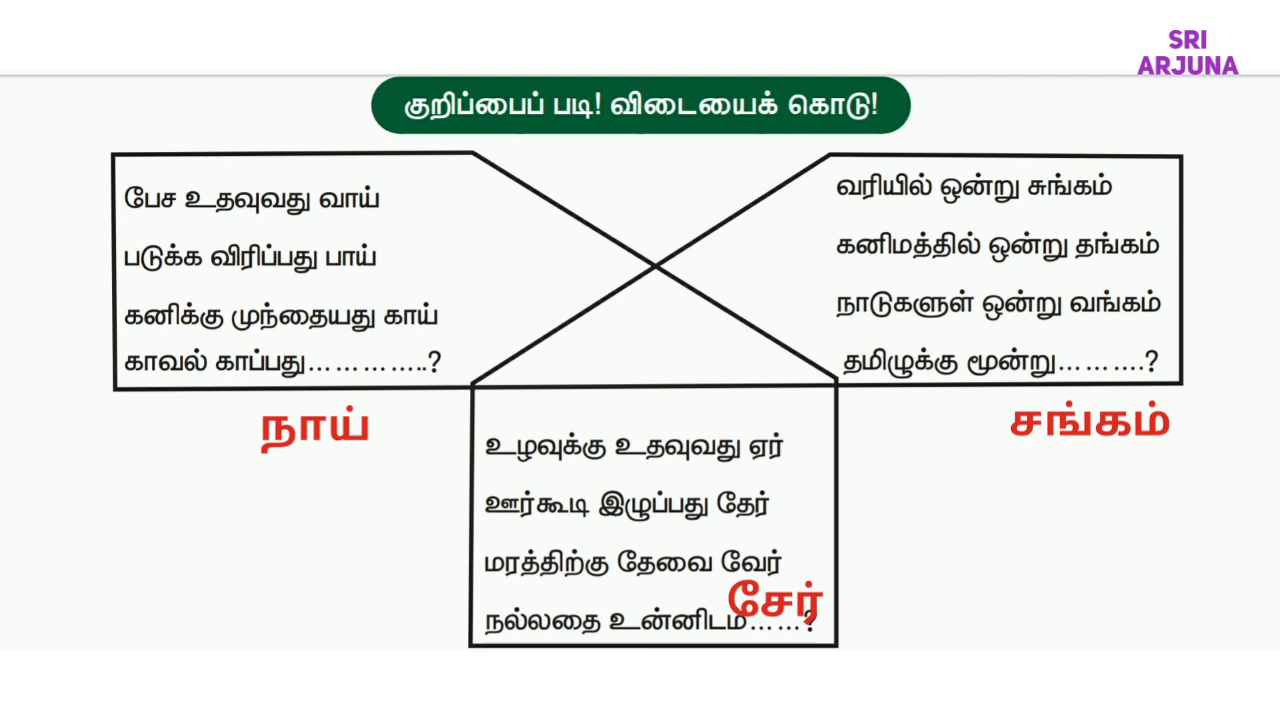 SRI
ARJUNA
குறிப்பைப் படி! விடையைக் கொடு!
பேச உதவுவது வாய்
படுக்க விரிப்பது பாய்
கனிக்கு முந்தையது காய்
காவல் காப்பது…………..?
நாய்
வரியில் ஒன்று சுங்கம்
கனிமத்தில் ஒன்று தங்கம்
நாடுகளுள் ஒன்று வங்கம்
தமிழுக்கு மூன்று……….?
சங்கம்
உழவுக்கு உதவுவது ஏர்
ஊர்கூடி இழுப்பது தேர்
மரத்திற்கு தேவை வேர்
சேர்
நல்லதை உன்னிடம்……?